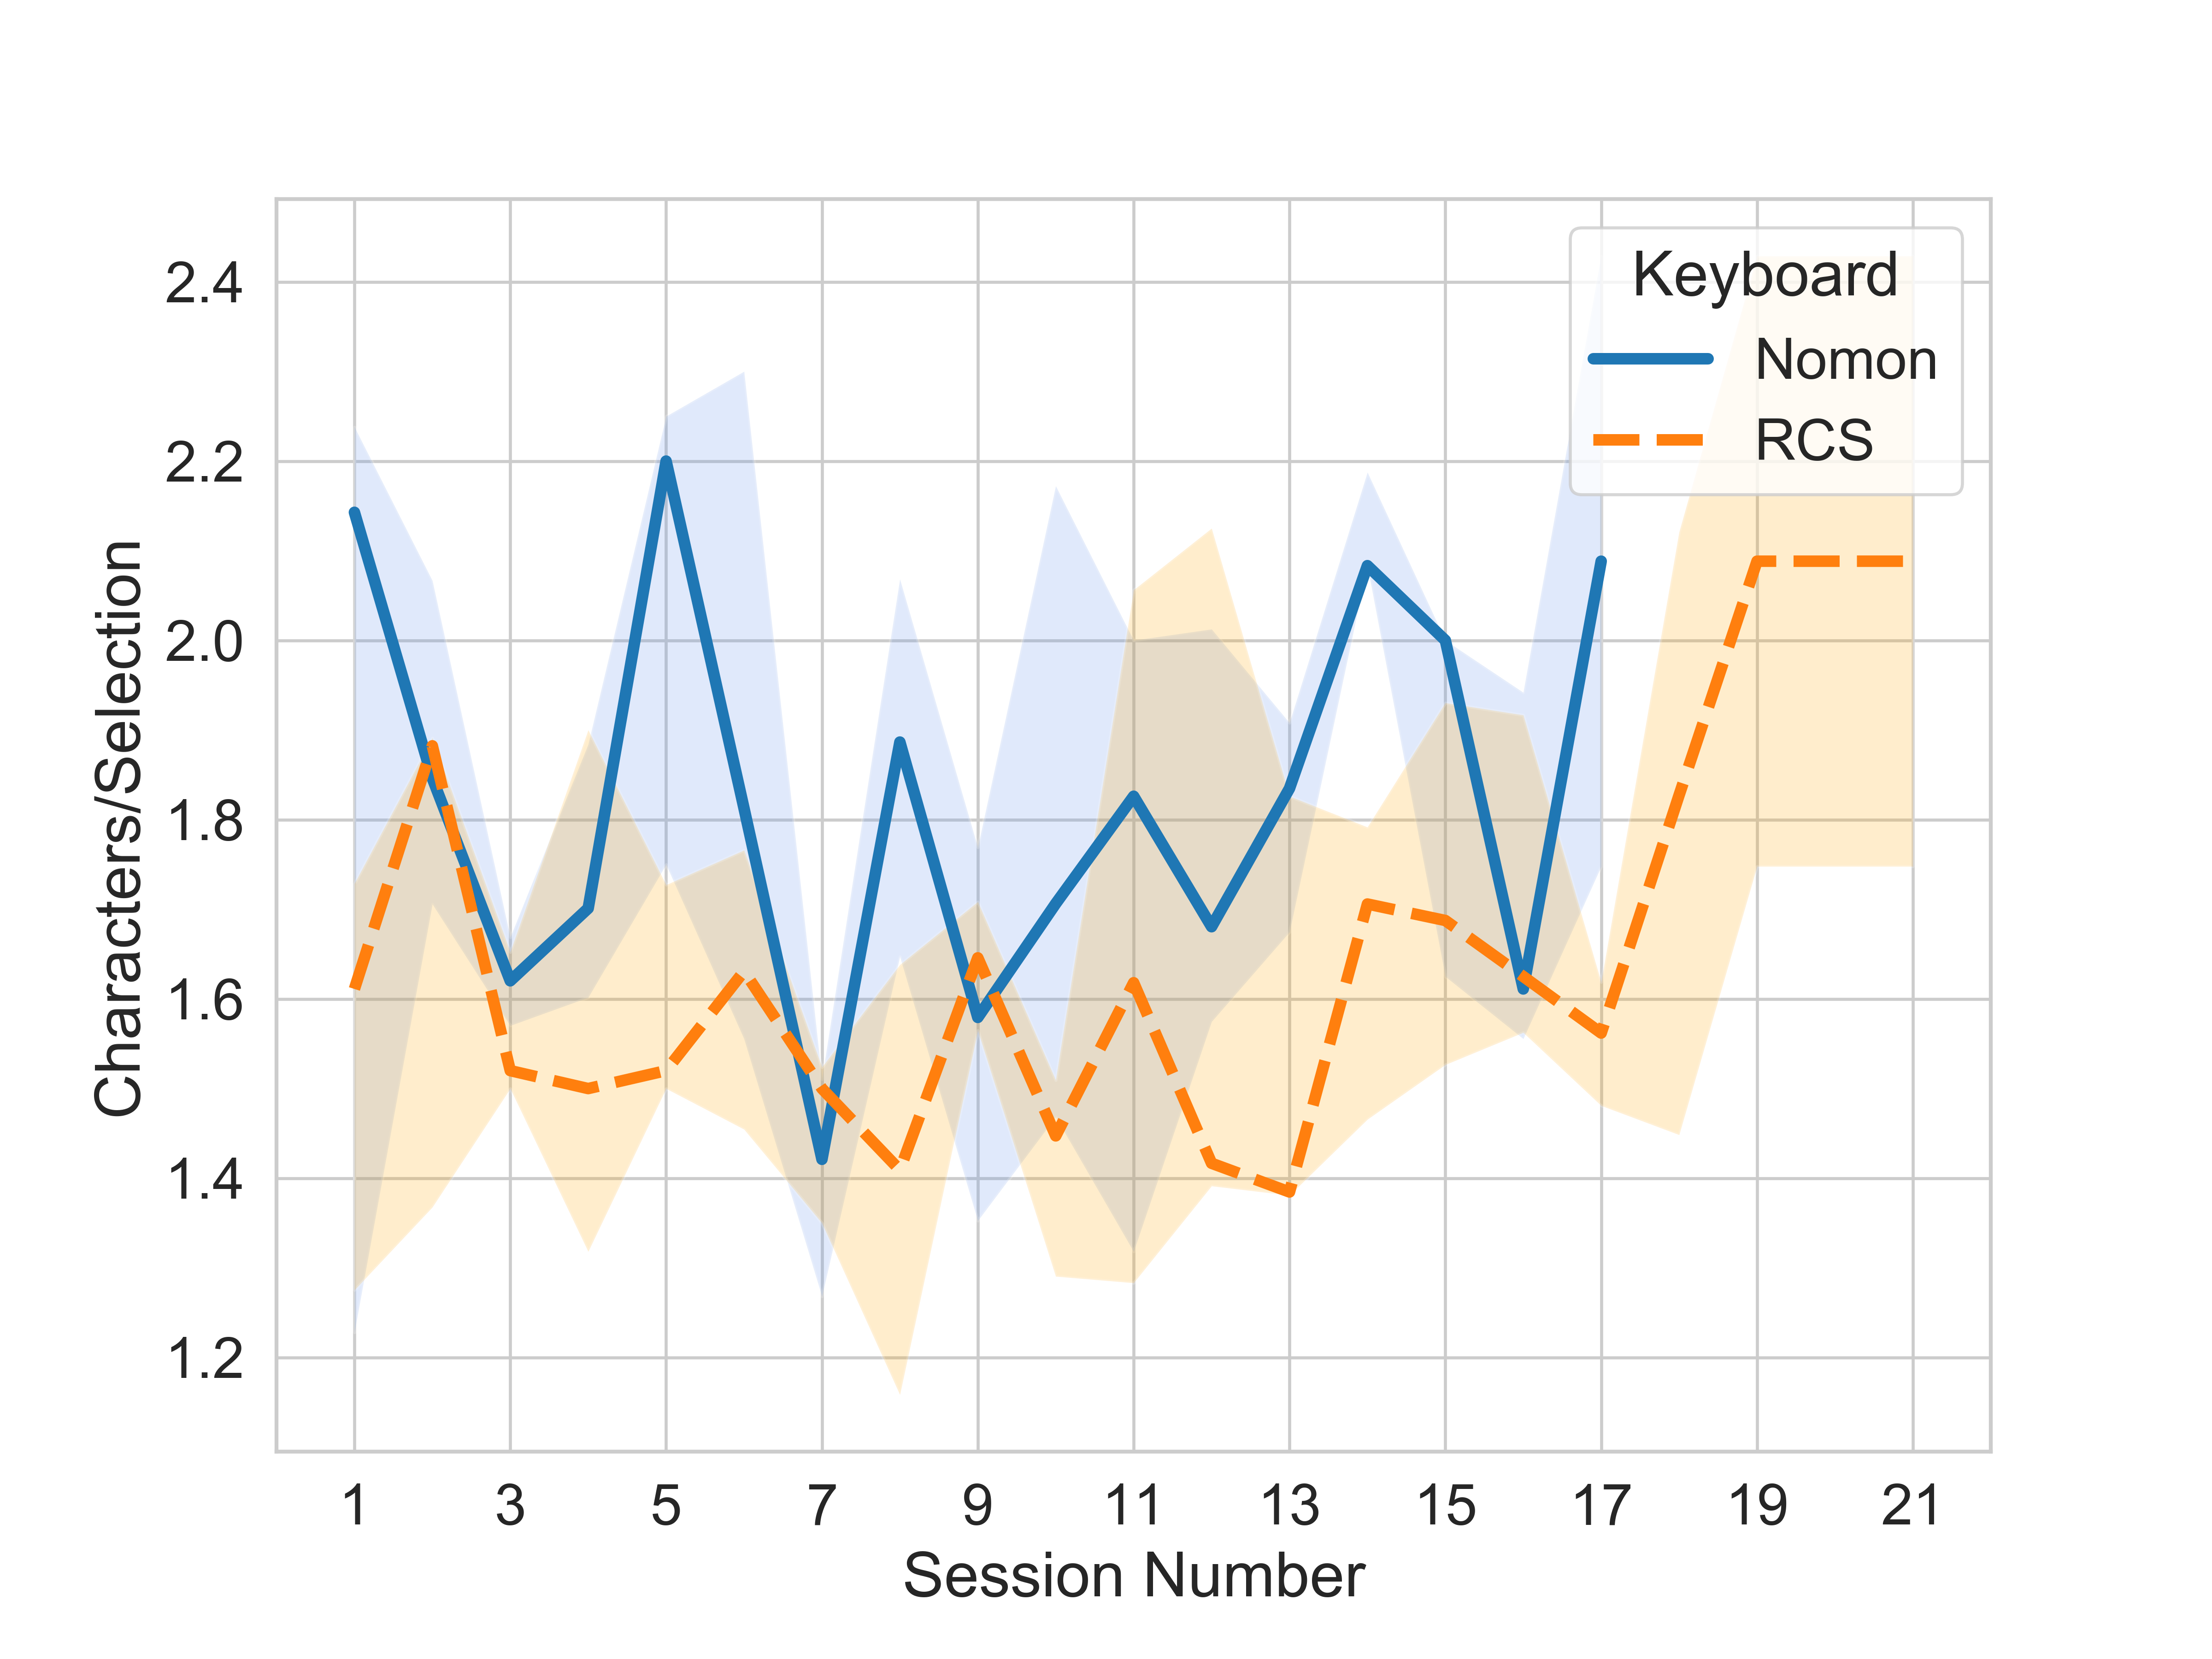 Keyboard
Nomon
RCS
2.4
2.2
2.0
1.8
1.6
1.4
1.2
Characters/Selection
1 3 5 7 9 11 13 15 17 19 21
Session Number